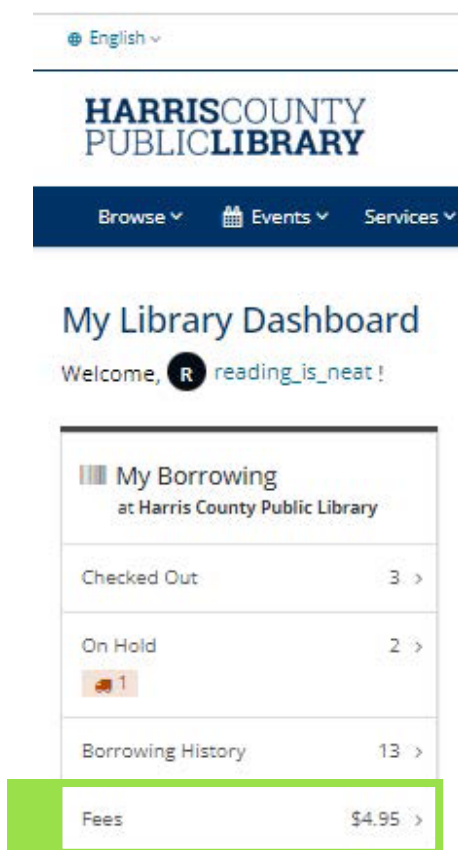 English
HARRISCOUNTY
PUBLICLIBRARY
Browse Events Services
My Library Dashboard
Welcome, R reading_is_neat !
My Borrowing
at Harris County Public Library
Checked Out 3
On Hold 2
1
Borrowing History 13
Fees $4.95